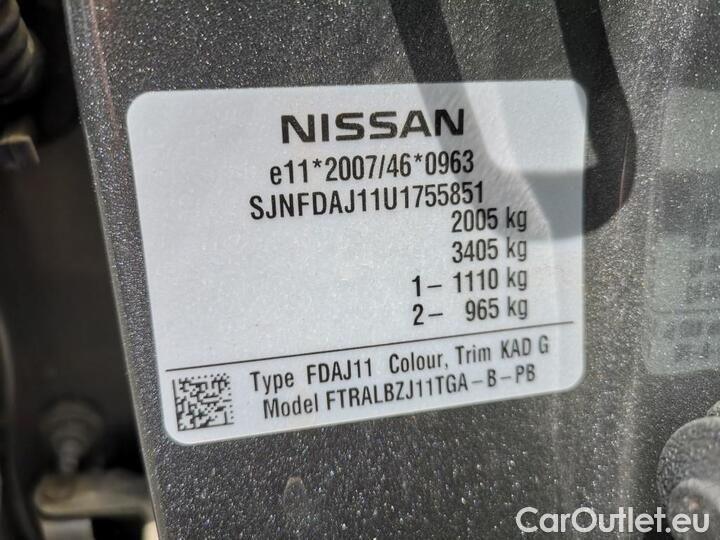 NISSAN
e11*2007/46*0963
SJNFDAJ11U1755851
2005 kg
3405 kg
1- 1110 kg
2- 965 kg
Type FDAJ11 Colour, Trim KAD G
Model FTRALBZJ11TGA-B-PB
CarOutlet.eu